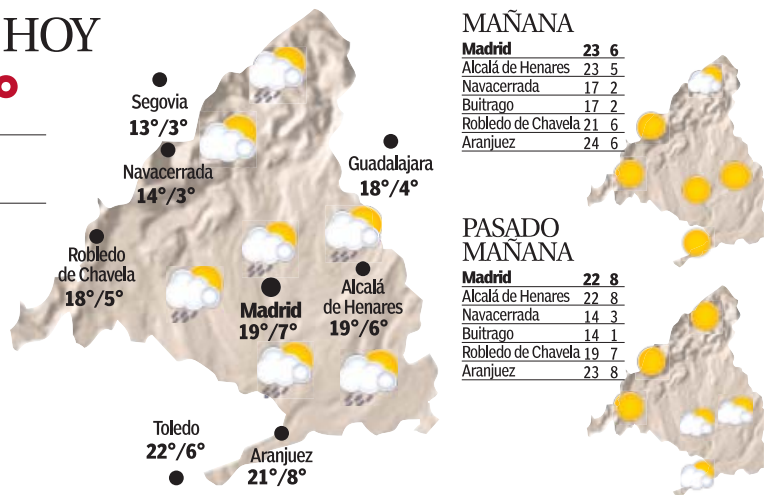 HOY
o
Segovia
13°/3°
Navacerrada
14°/3°
Guadalajara
18°/4°
Robledo
de Chavela
18°/5°
Madrid
19°/7°
Alcalá
de Henares
19°/6°
Toledo
22°/6°
Aranjuez
21°/8°
MAÑANA
Madrid 23 6
Alcalá de Henares 23 5
Navacerrada 17 2
Buitrago 17 2
Robledo de Chavela 21 6
Aranjuez 24 6
PASADO
MAÑANA
Madrid 22 8
Alcalá de Henares 22 8
Navacerrada 14 3
Buitrago 14 1
Robledo de Chavela 19 7
Aranjuez 23 8